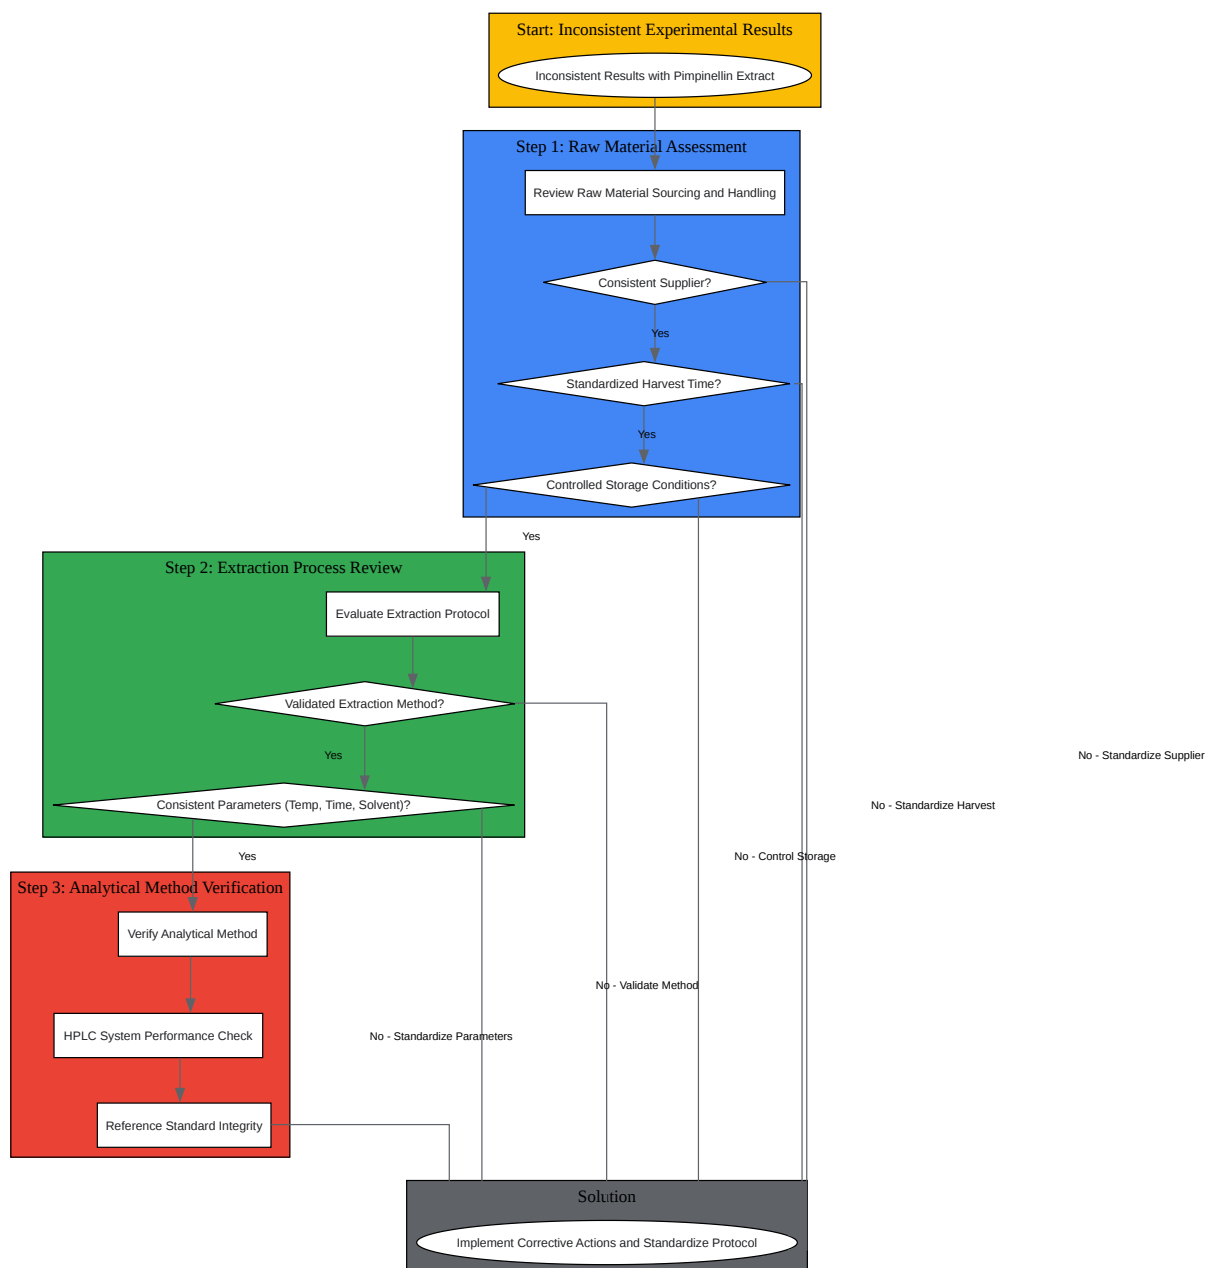 Start: Inconsistent Experimental Results
Inconsistent Results with Pimpinellin Extract
Step 1: Raw Material Assessment
Review Raw Material Sourcing and Handling
Consistent Supplier?
Yes
Standardized Harvest Time?
Yes
Controlled Storage Conditions?
Yes
Step 2: Extraction Process Review
Evaluate Extraction Protocol
Validated Extraction Method?
Yes
No - Standardize Supplier
Consistent Parameters (Temp, Time, Solvent)?
No - Standardize Harvest
Yes
No - Control Storage
Step 3: Analytical Method Verification
Verify Analytical Method
No - Validate Method
HPLC System Performance Check
No - Standardize Parameters
Reference Standard Integrity
Solution
Implement Corrective Actions and Standardize Protocol